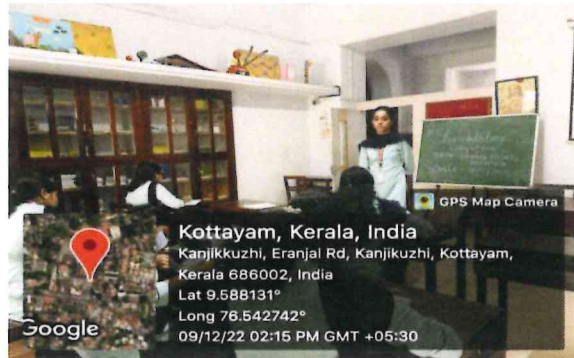 GPS Map Camera
Kottayam, Kerala, India
Kanjikkuzhi, Eranjal Rd, Kanjikuzhi, Kottayam,
Kerala 686002, India
Lat 9.588131°
Long 76.542742°
09/12/22 02:15 PM GMT +05:30
Google